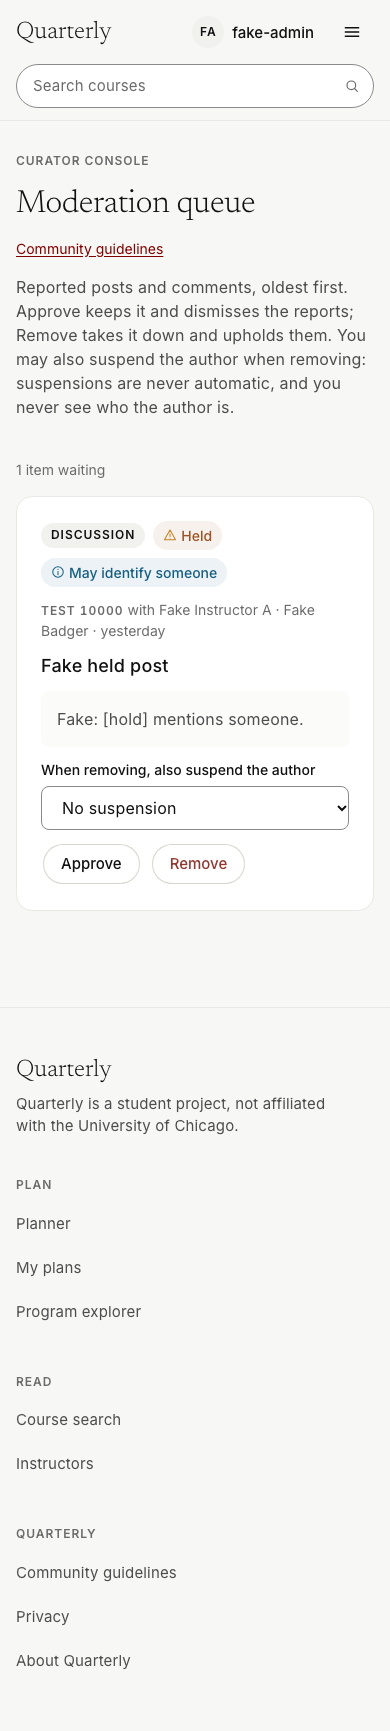 Quarterly
FA fake-admin
Search courses
CURATOR CONSOLE
Moderation queue
Community guidelines
Reported posts and comments, oldest first.
Approve keeps it and dismisses the reports;
Remove takes it down and upholds them. You
may also suspend the author when removing:
suspensions are never automatic, and you
never see who the author is.
1 item waiting
DISCUSSION Held
May identify someone
TEST 10000 with Fake Instructor A · Fake
Badger · yesterday
Fake held post
Fake: [hold] mentions someone.
When removing, also suspend the author
No suspension
Approve Remove
Quarterly
Quarterly is a student project, not affiliated
with the University of Chicago.
PLAN
Planner
My plans
Program explorer
READ
Course search
Instructors
QUARTERLY
Community guidelines
Privacy
About Quarterly